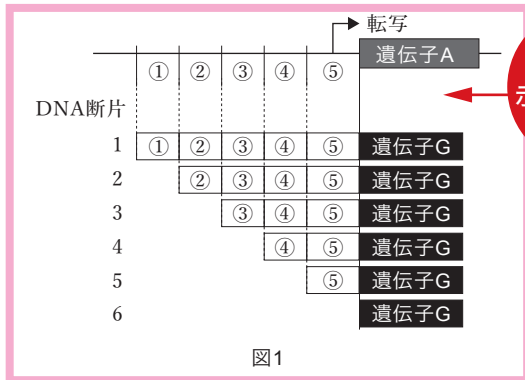 転写
① ② ③ ④ ⑤ 遺伝子A
DNA断片
1 ① ② ③ ④ ⑤ 遺伝子G
2 ② ③ ④ ⑤ 遺伝子G
3 ③ ④ ⑤ 遺伝子G
4 ④ ⑤ 遺伝子G
5 ⑤ 遺伝子G
6 遺伝子G
図1